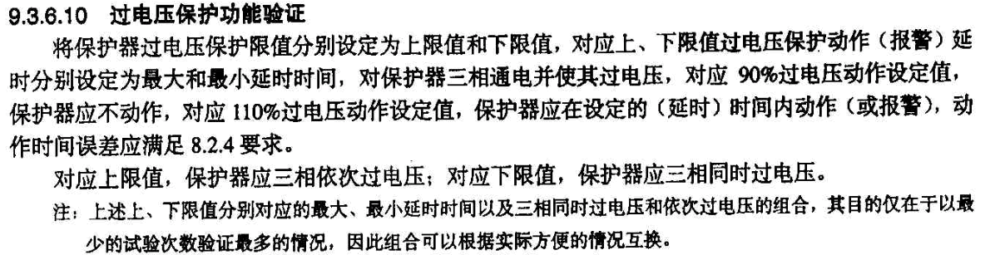 9.3.6.10 过电压保护功能验证
将保护器过电压保护限值分别设定为上限值和下限值，对应上、下限值过电压保护动作（报警）延
时分别设定为最大和最小延时时间，对保护器三相通电并使其过电压，对应 90%过电压动作设定值，
保护器应不动作，对应 110%过电压动作设定值，保护器应在设定的（延时）时间内动作（或报警），动
作时间误差应满足 8.2.4 要求。
对应上限值，保护器应三相依次过电压；对应下限值，保护器应三相同时过电压。
注：上述上、下限值分别对应的最大、最小延时时间以及三相同时过电压和依次过电压的组合，其目的仅在于以最
少的试验次数验证最多的情况，因此组合可以根据实际方便的情况互换。